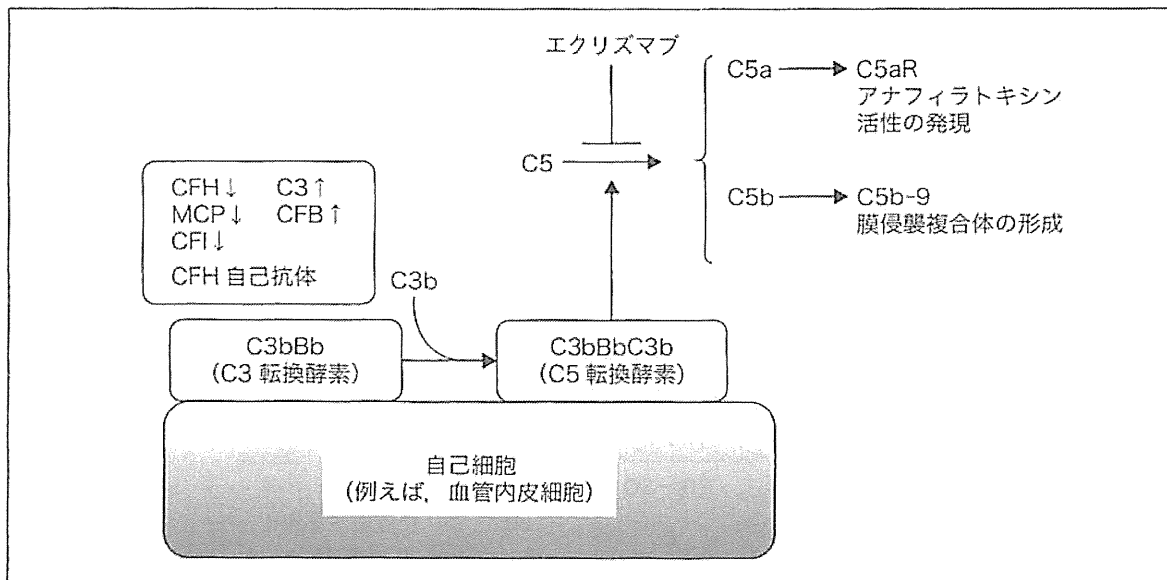 エクリズマブ
C5a
C5aR
アナフィラトキシン
活性の発現
C5
C5b
C5b-9
膜侵襲複合体の形成
CFH↓ C3↑
MCP↓ CFB↑
CFI↓
CFH 自己抗体
C3b
C3bBb
（C3 転換酵素）
C3bBbC3b
（C5 転換酵素）
自己細胞
（例えば，血管内皮細胞）